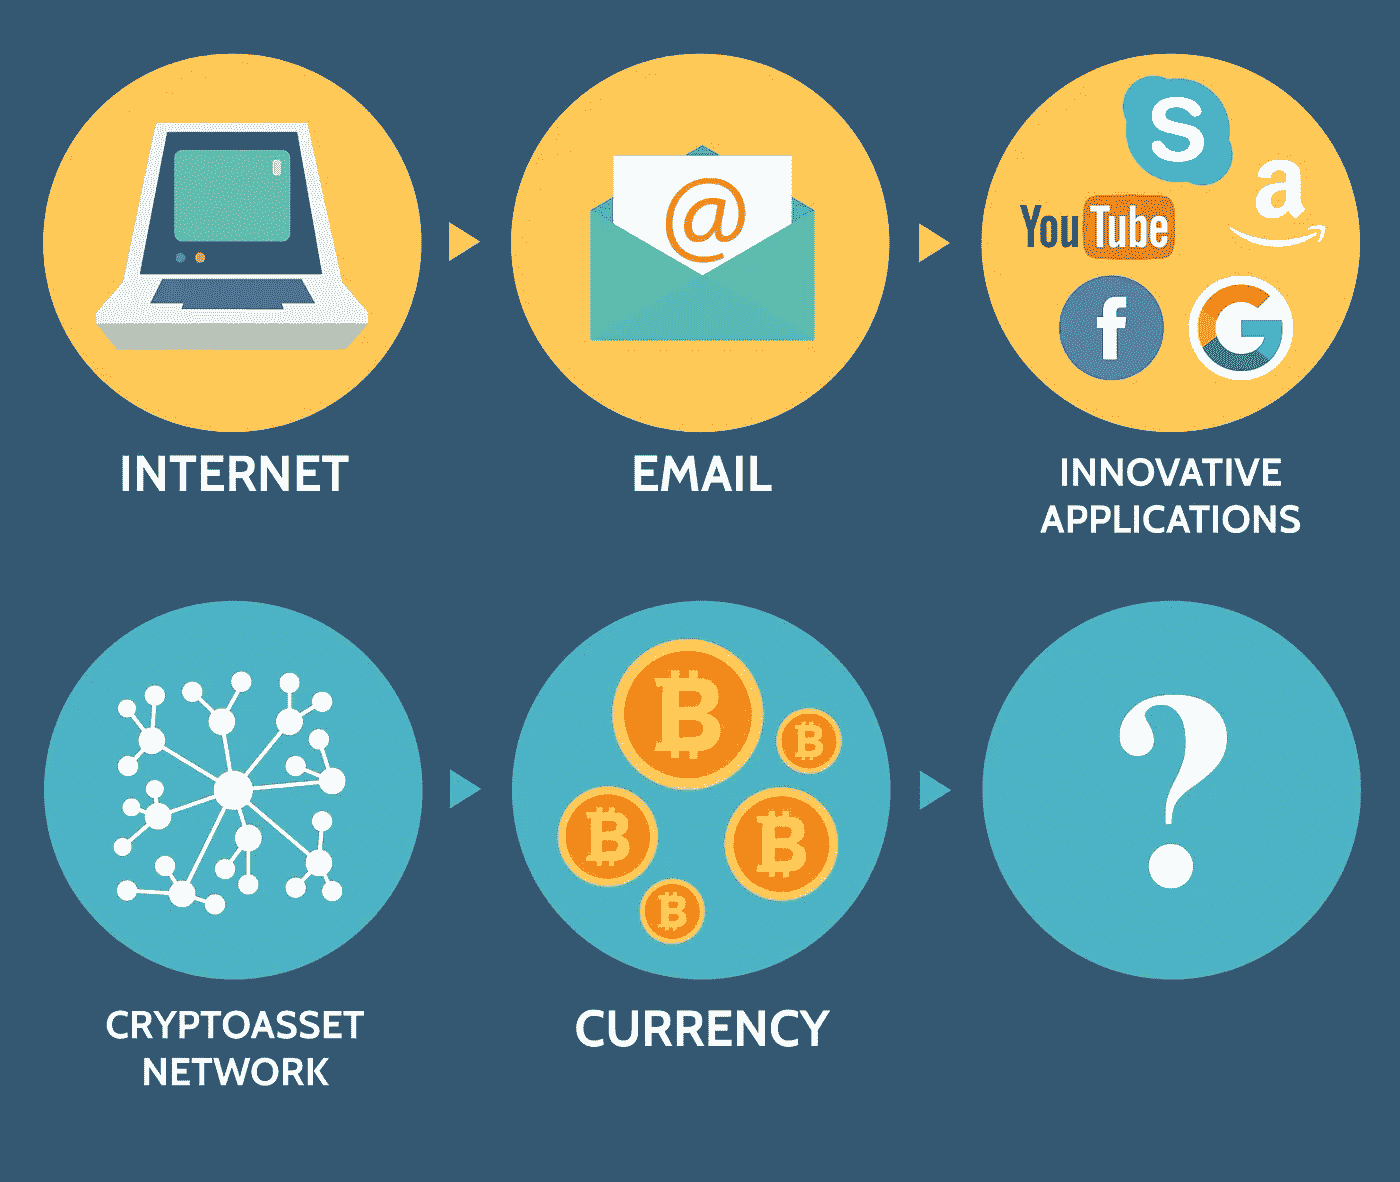 S
a
YouTube
f
G
@
INTERNET
EMAIL
INNOVATIVE
APPLICATIONS
?
CRYPTOASSET
NETWORK
CURRENCY